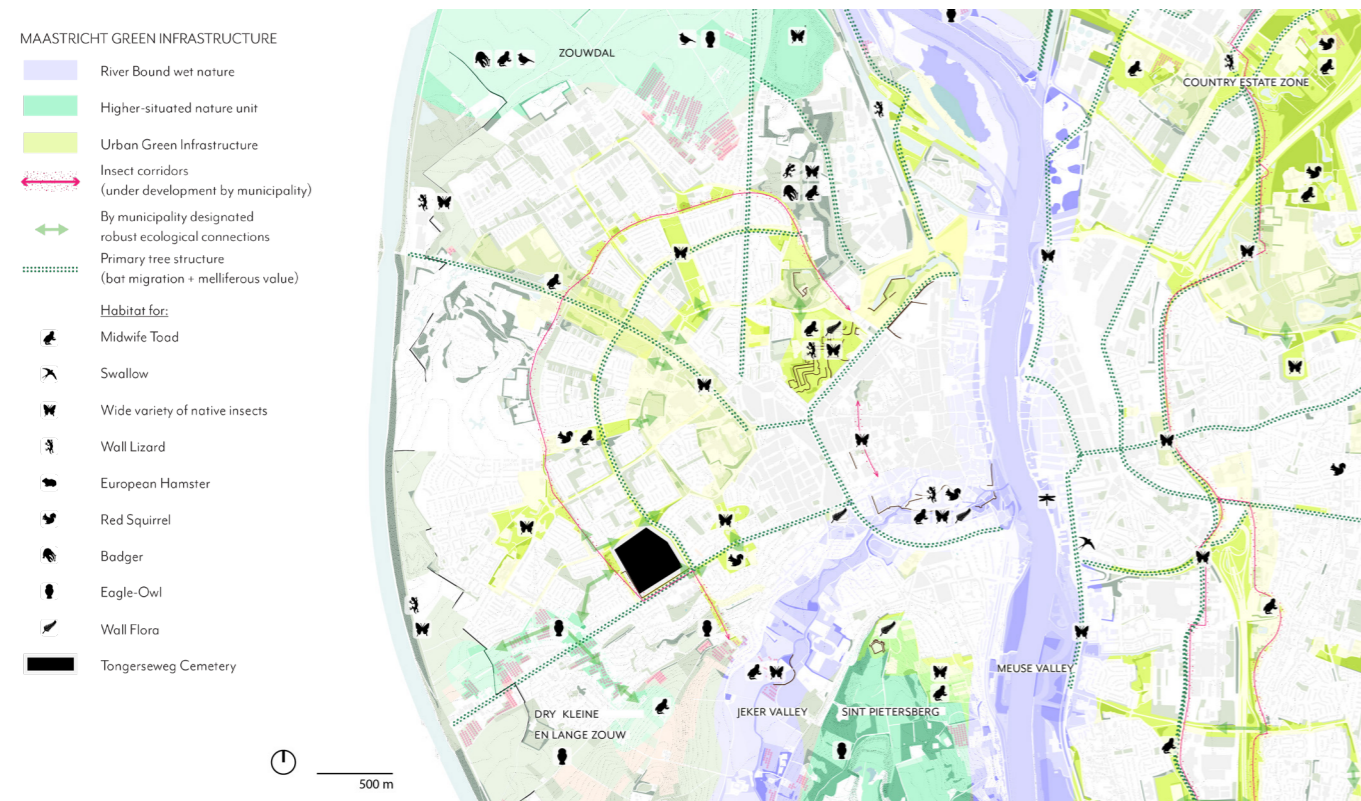 MAASTRICHT GREEN INFRASTRUCTURE
River Bound wet nature
Higher-situated nature unit
Urban Green Infrastructure
Insect corridors
(under development by municipality)
By municipality designated
robust ecological connections
Primary tree structure
(bat migration + melliferous value)
Habitat for:
Midwife Toad
Swallow
Wide variety of native insects
Wall Lizard
European Hamster
Red Squirrel
Badger
Eagle-Owl
Wall Flora
Tongerseweg Cemetery
500 m
ZOUWDAL
COUNTRY ESTATE ZONE
MEUSE VALLEY
JEKER VALLEY
SINT PIETERSBERG
DRY KLEINE
EN LANGE ZOUW